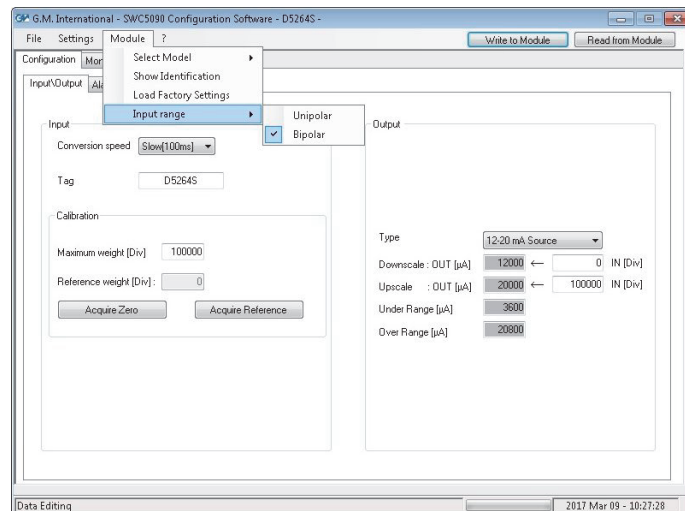 G.M. International - SWC5090 Configuration Software - D5264S -
File Settings Module ? Write to Module Read from Module
Configuration Mor
Select Model
Show Identification
Load Factory Settings
Input range
Unipolar
Bipolar
Input\Output Ala
Input
Conversion speed Slow[100ms]
Tag D5264S
Calibration
Maximum weight [Div] 100000
Reference weight [Div] : 0
Acquire Zero Acquire Reference
Output
Type 12-20 mA Source
Downscale : OUT [µA] 12000 ← 0 IN [Div]
Upscale : OUT [µA] 20000 ← 100000 IN [Div]
Under Range [µA] 3600
Over Range [µA] 20800
Data Editing 2017 Mar 09 - 10:27:28